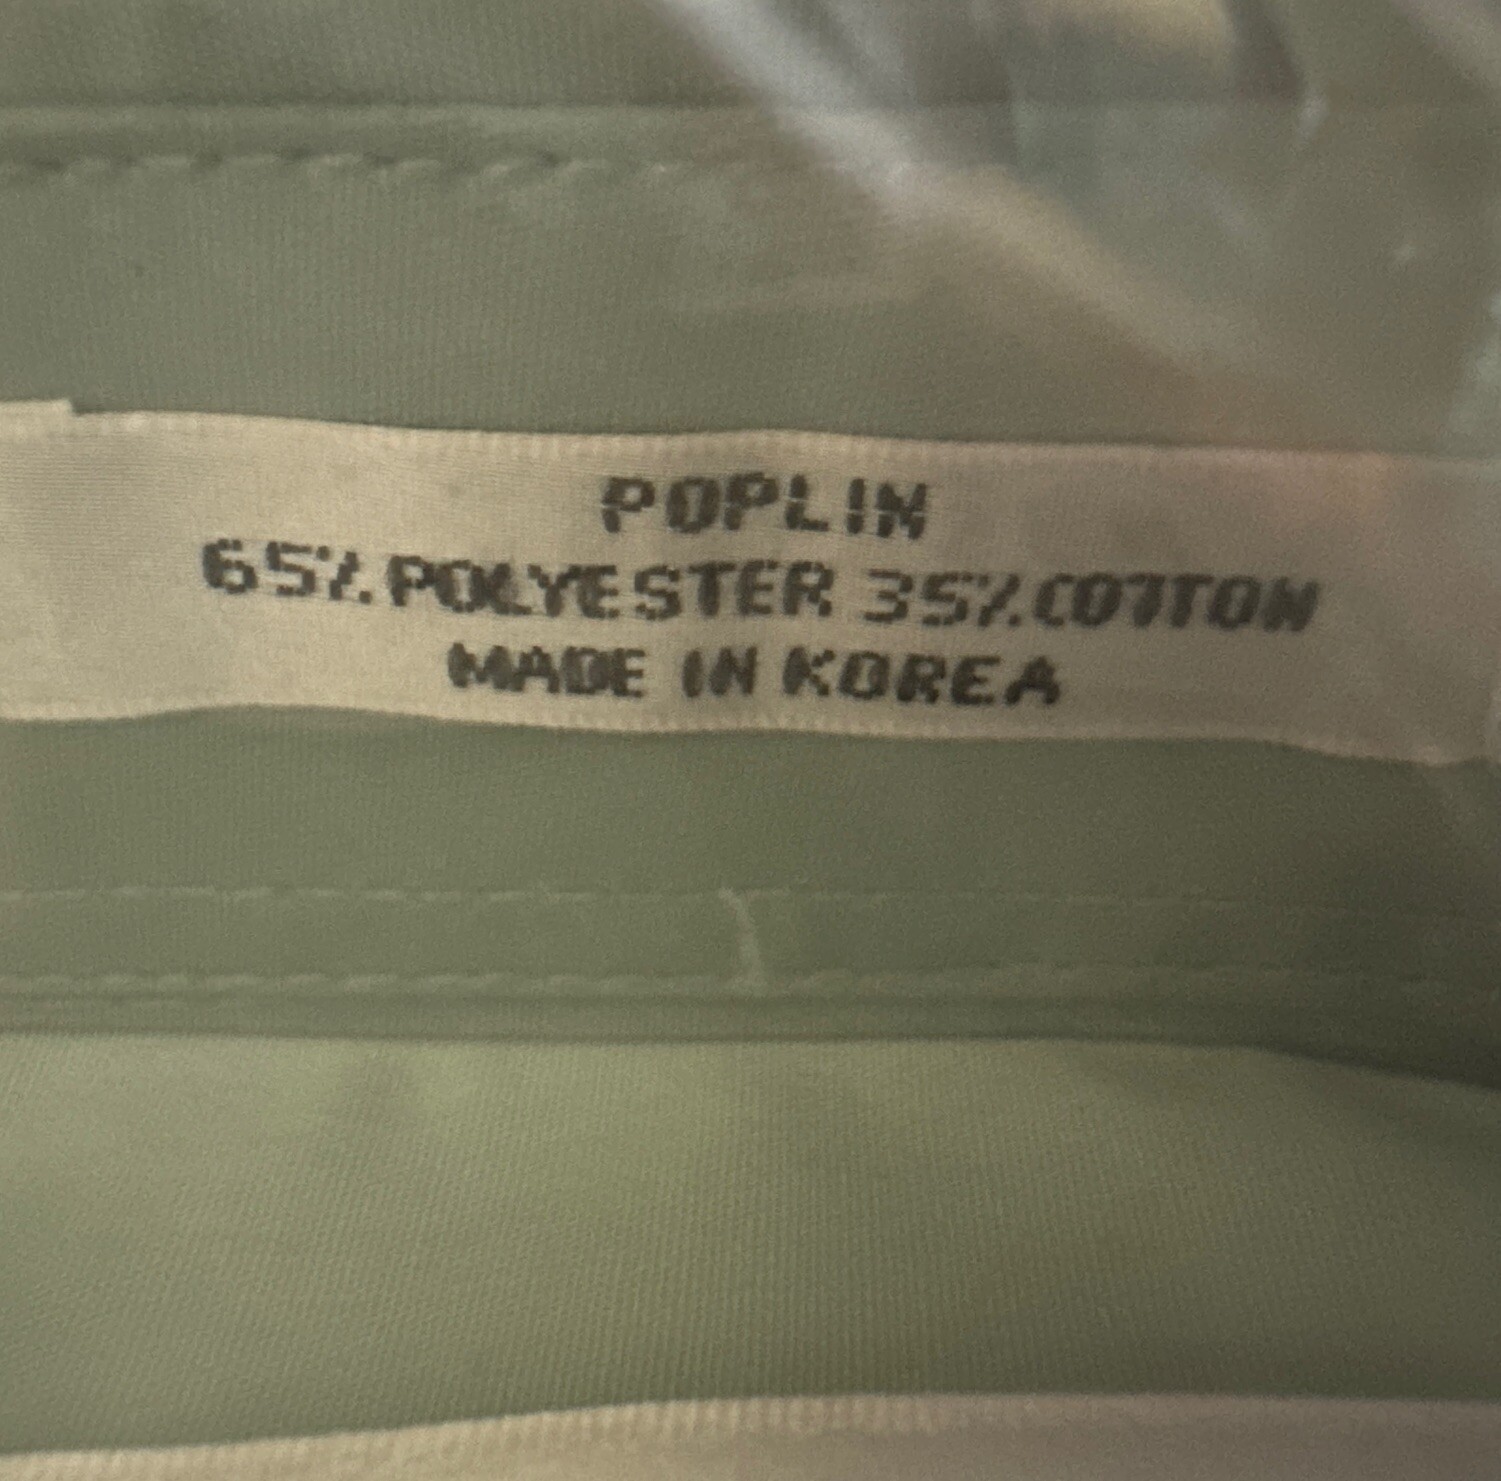 POPLIN
65% POLYESTER 35% COTTON
MADE IN KOREA